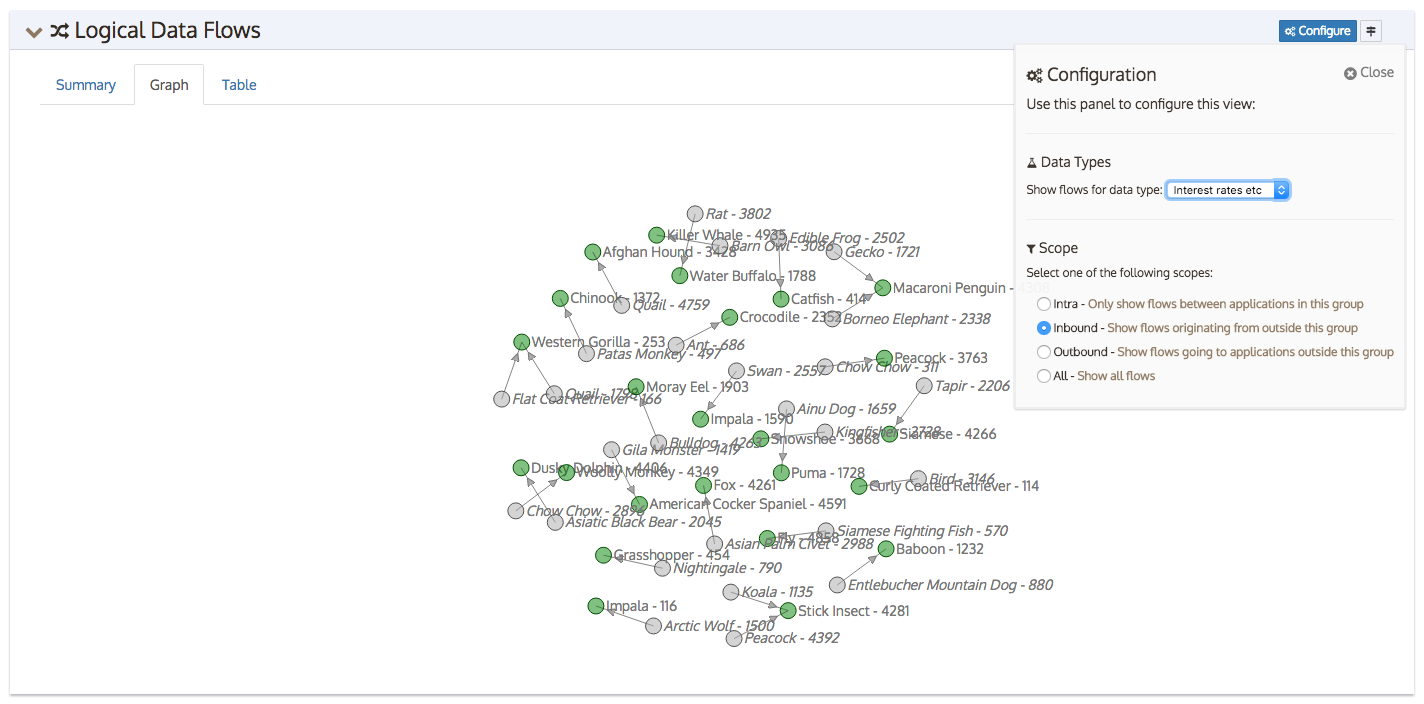 Logical Data Flows
Configure
Summary
Graph
Table
Configuration
Close
Use this panel to configure this view:
Data Types
Show flows for data type: Interest rates etc
Scope
Select one of the following scopes:
Intra - Only show flows between applications in this group
Inbound - Show flows originating from outside this group
Outbound - Show flows going to applications outside this group
All - Show all flows
Rat - 3802
Killer Whale - 4935
Edible Frog - 2502
Barn Owl - 3086
Afghan Hound - 3428
Gecko - 1721
Water Buffalo - 1788
Macaroni Penguin - 4308
Chinook - 1372
Catfish - 414
Quail - 4759
Crocodile - 2352
Borneo Elephant - 2338
Western Gorilla - 253
Ant - 686
Patas Monkey - 497
Peacock - 3763
Chow Chow - 311
Swan - 2557
Moray Eel - 1903
Tapir - 2206
Quail - 1798
Flat Coat Retriever - 166
Ainu Dog - 1659
Impala - 1590
Kingfisher - 2728
Siamese - 4266
Snowshoe - 3668
Bulldog - 4263
Gila Monster - 1419
Dusky Dolphin - 4406
Woolly Monkey - 4349
Puma - 1728
Bird - 3146
Fox - 4261
Curly Coated Retriever - 114
American Cocker Spaniel - 4591
Chow Chow - 2896
Asiatic Black Bear - 2045
Siamese Fighting Fish - 570
Fly - 4858
Asian Palm Civet - 2988
Baboon - 1232
Grasshopper - 454
Nightingale - 790
Entlebucher Mountain Dog - 880
Koala - 1135
Impala - 116
Stick Insect - 4281
Arctic Wolf - 1500
Peacock - 4392